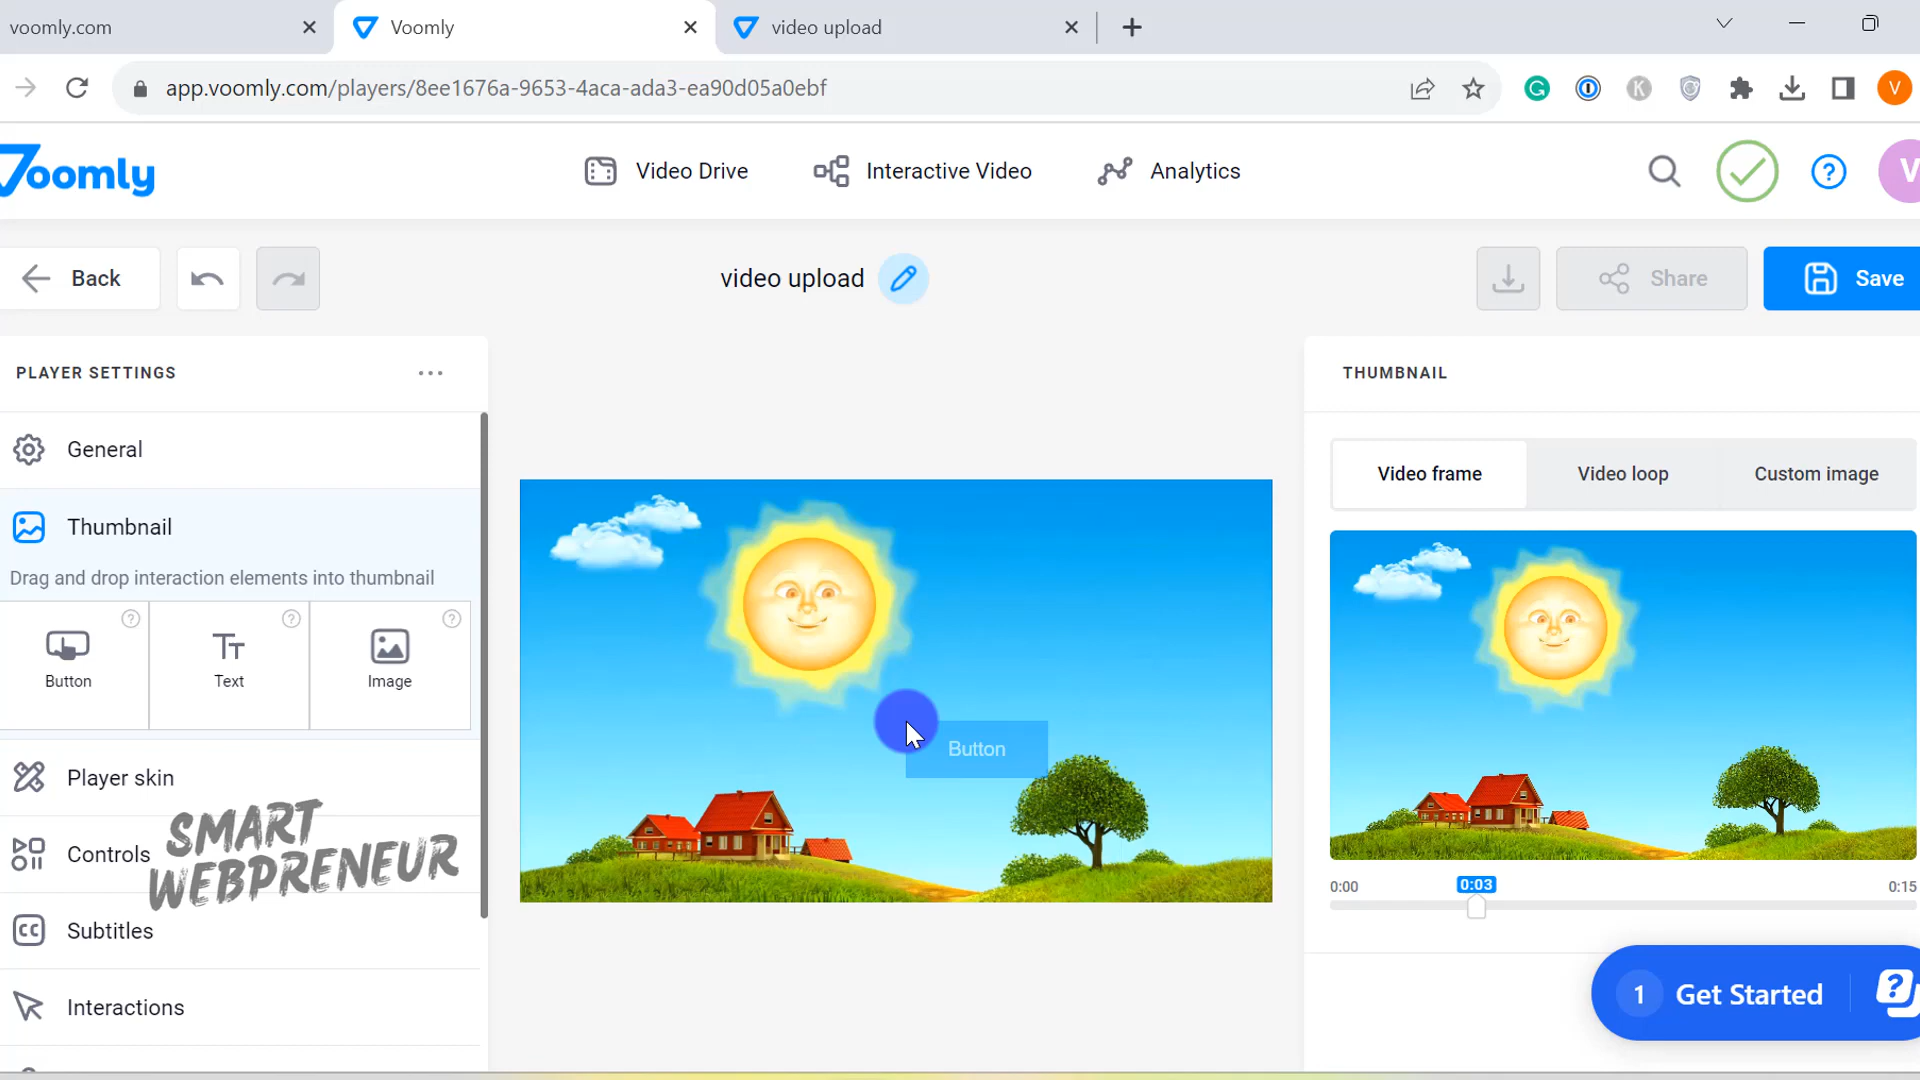 voomly.com
Voomly
video upload
app.voomly.com/players/8ee1676a-9653-4aca-ada3-ea90d05a0ebf
K
V
Voomly
Video Drive
Interactive Video
Analytics
?
V
Back
video upload
Share
Save
PLAYER SETTINGS
General
Thumbnail
Drag and drop interaction elements into thumbnail
?
?
?
Button
Text
Image
Player skin
Controls
Subtitles
Interactions
SMART
WEBPRENEUR
Button
THUMBNAIL
Video frame
Video loop
Custom image
0:00
0:03
0:15
1
Get Started
?